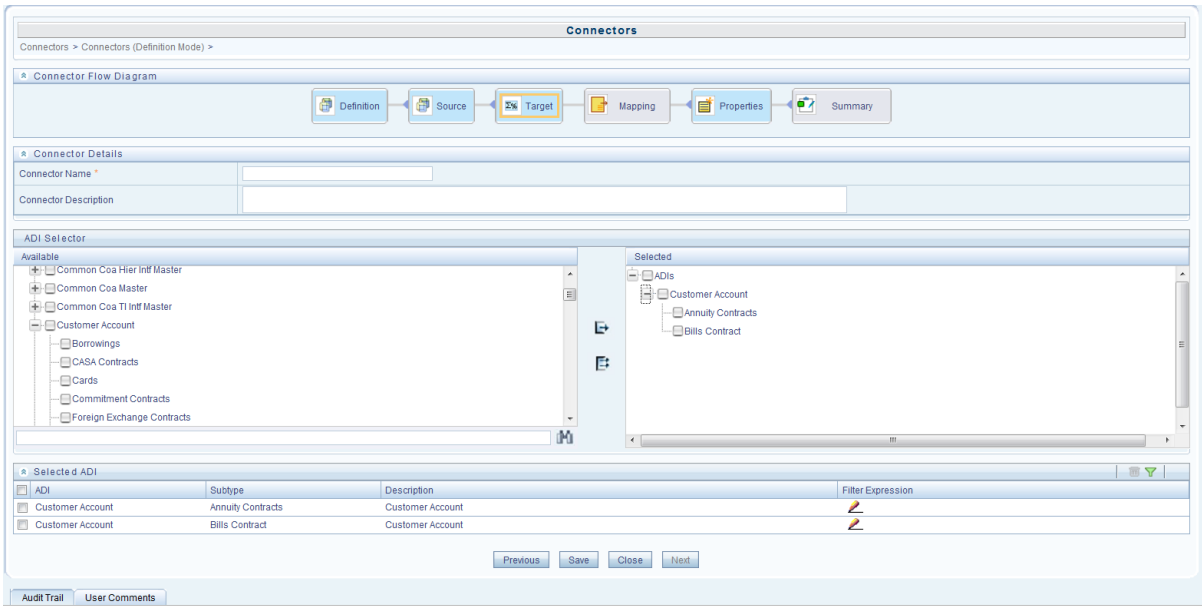 Connectors
Connectors > Connectors (Definition Mode) >
Connector Flow Diagram
Definition Source Target Mapping Properties Summary
Connector Details
Connector Name *
Connector Description
ADI Selector
Available Selected
Common Coa Hier Intf Master
Common Coa Master
Common Coa Tl Intf Master
Customer Account
Borrowings
CASA Contracts
Cards
Commitment Contracts
Foreign Exchange Contracts
ADIs
Customer Account
Annuity Contracts
Bills Contract
Selected ADI
ADI Subtype Description Filter Expression
Customer Account Annuity Contracts Customer Account
Customer Account Bills Contract Customer Account
Previous Save Close Next
Audit Trail User Comments